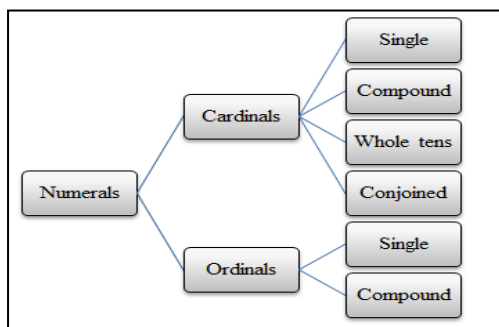 Single
Compound
Cardinals
Whole tens
Numerals
Conjoined
Single
Ordinals
Compound